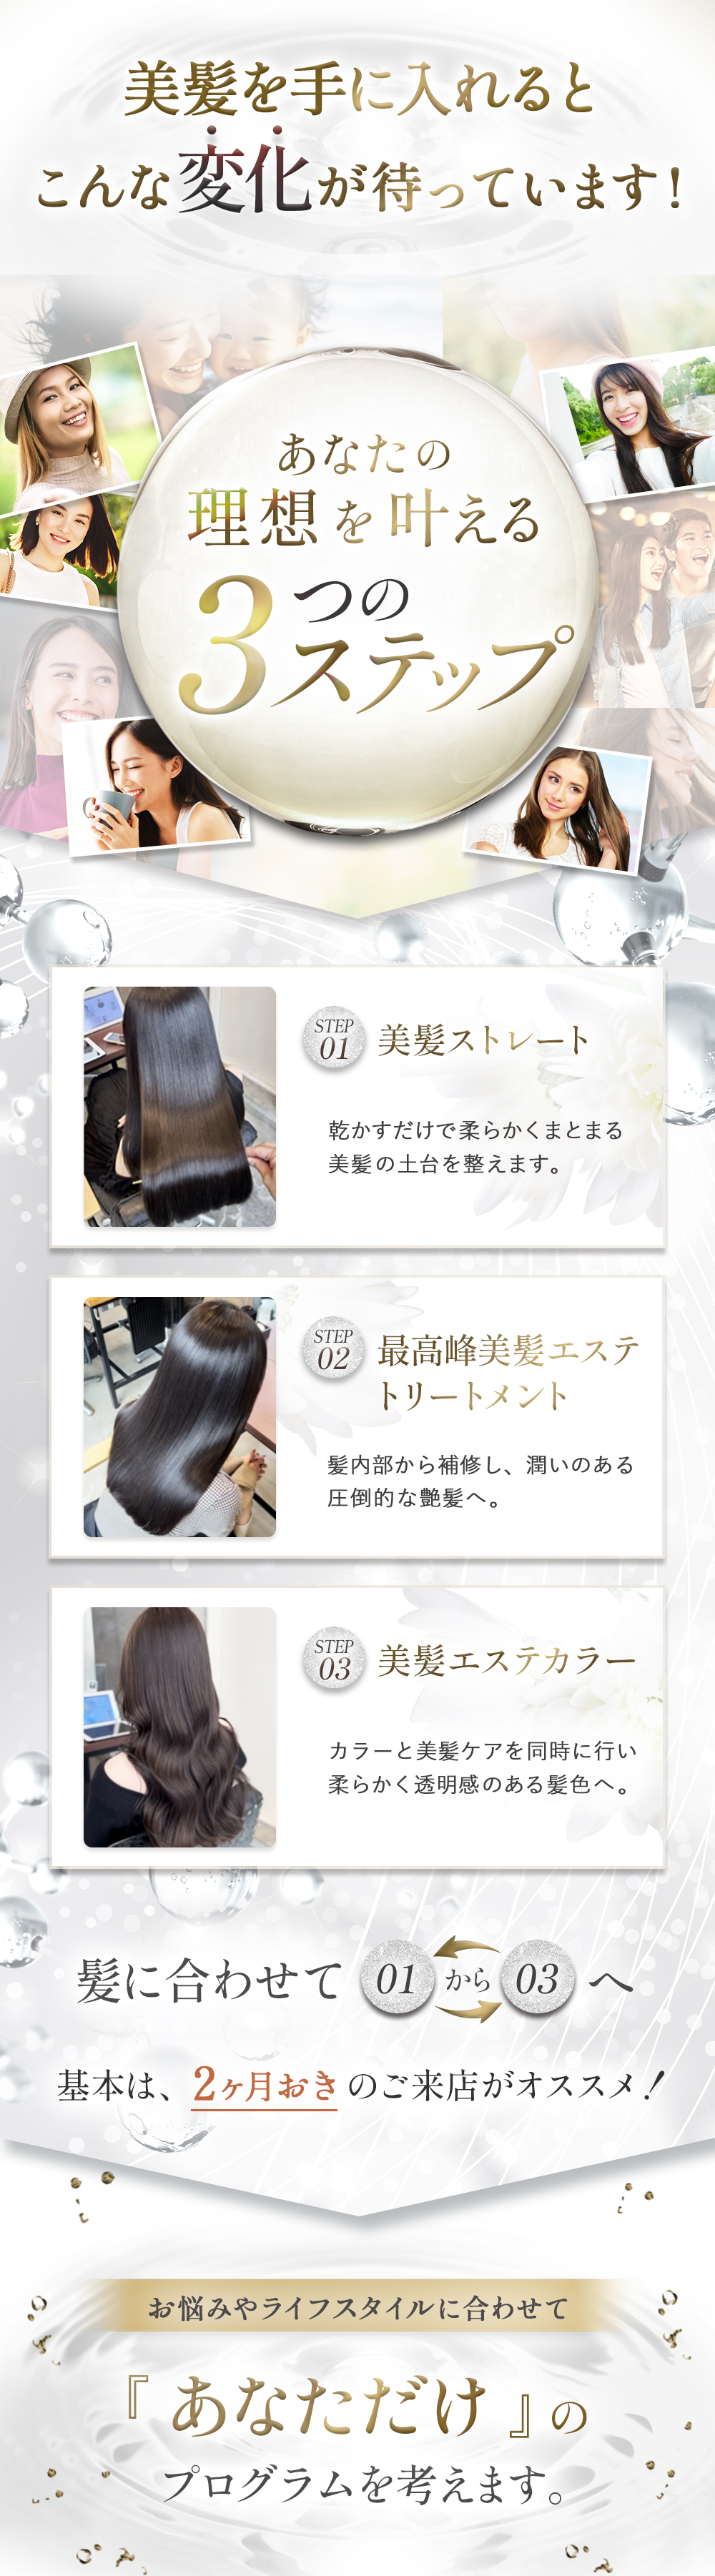 美髪を手に入れると
こんな変化が待っています！
あなたの
理想を叶える
3つの
ステップ
STEP
01
美髪ストレート
乾かすだけで柔らかくまとまる
美髪の土台を整えます。
STEP
02
最高峰美髪エステ
トリートメント
髪内部から補修し、潤いのある
圧倒的な艶髪へ。
STEP
03
美髪エステカラー
カラーと美髪ケアを同時に行い
柔らかく透明感のある髪色へ。
髪に合わせて 01 から 03 へ
基本は、2ヶ月おきのご来店がオススメ！
お悩みやライフスタイルに合わせて
『あなただけ』の
プログラムを考えます。